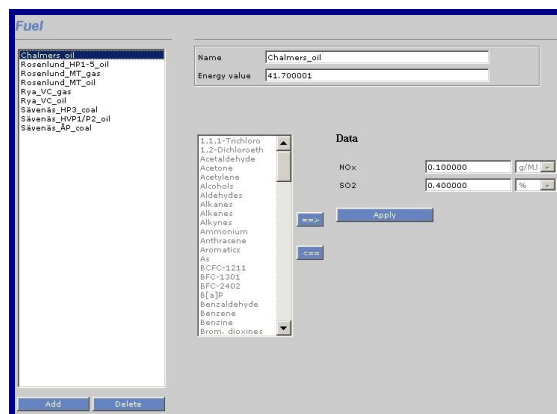 Fuel
Chalmers_oil
Rosenlund_HP1-5_oil
Rosenlund_MT_gas
Rosenlund_MT_oil
Rya_VC_gas
Rya_VC_oil
Sävenäs_HP3_coal
Sävenäs_HVP1/P2_oil
Sävenäs_ÅP_coal
Add
Delete
Name
Chalmers_oil
Energy value
41.700001
1,1,1-Trichloro
1,2-Dichloroeth
Acetaldehyde
Acetone
Acetylene
Alcohols
Aldehydes
Alkanes
Alkenes
Alkynes
Ammonium
Anthracene
Aromatics
As
BCFC-1211
BFC-1301
BFC-2402
B[a]P
Benzaldehyde
Benzene
Benzine
Brom. dioxines
==>
<==
Data
NOx
0.100000
g/MJ
SO2
0.400000
%
Apply